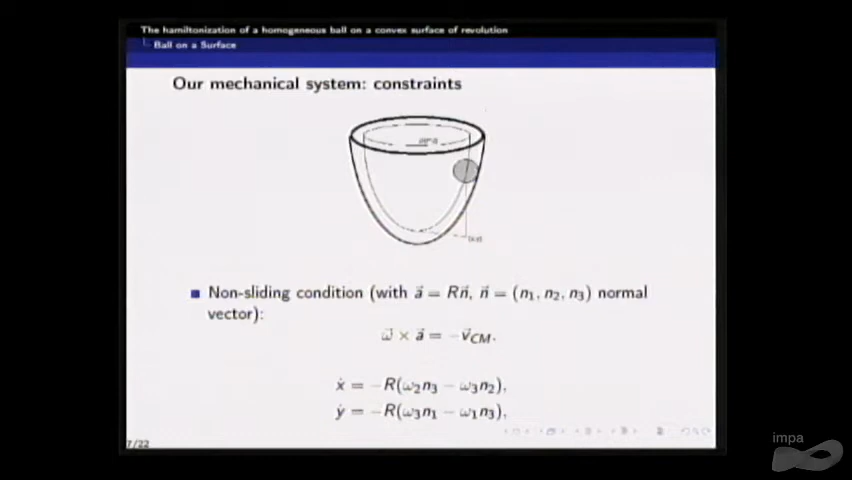 The hamiltonization of a homogeneous ball on a convex surface of revolution
Ball on a Surface
Our mechanical system: constraints
■ Non-sliding condition (with a⃗ = Rn⃗, n⃗ = (n₁, n₂, n₃) normal
vector):
ω⃗ × a⃗ = −v⃗_CM.
ẋ = −R(ω₂n₃ − ω₃n₂),
ẏ = −R(ω₃n₁ − ω₁n₃),
7/22
impa